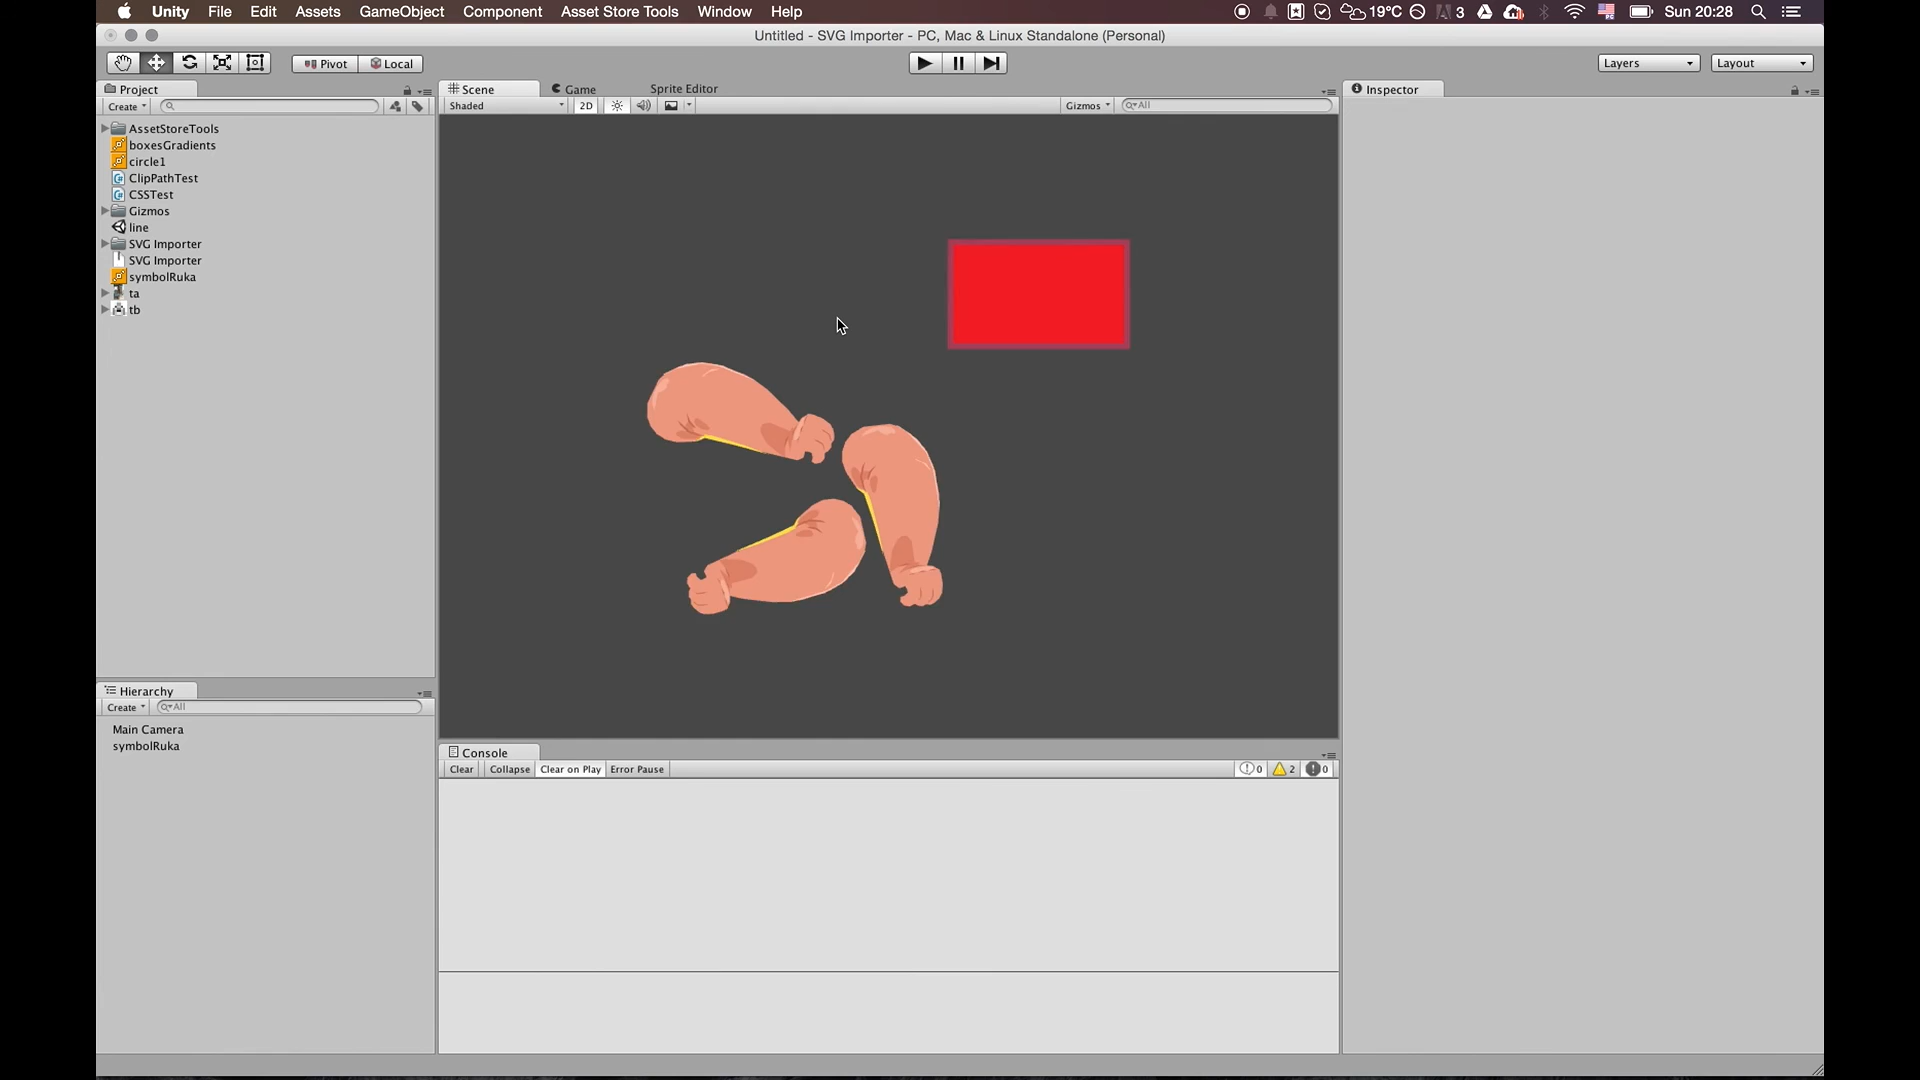 Unity File Edit Assets GameObject Component Asset Store Tools Window Help 3 19°C Sun 20:28
Untitled - SVG Importer - PC, Mac & Linux Standalone (Personal)
Pivot Local Layers Layout
Project Scene Game Sprite Editor Inspector
Create Shaded 2D Gizmos All
AssetStoreTools
boxesGradients
circle1
ClipPathTest
CSSTest
Gizmos
line
SVG Importer
SVG Importer
symbolRuka
ta
tb
Hierarchy
Create All
Main Camera
symbolRuka
Console
Clear Collapse Clear on Play Error Pause 0 2 0